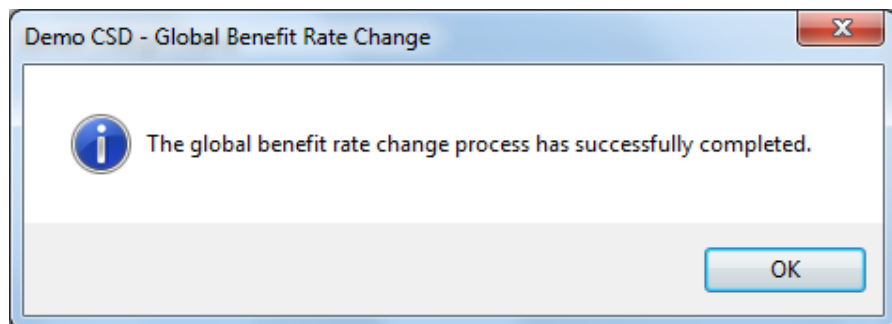 Demo CSD - Global Benefit Rate Change
The global benefit rate change process has successfully completed.
OK